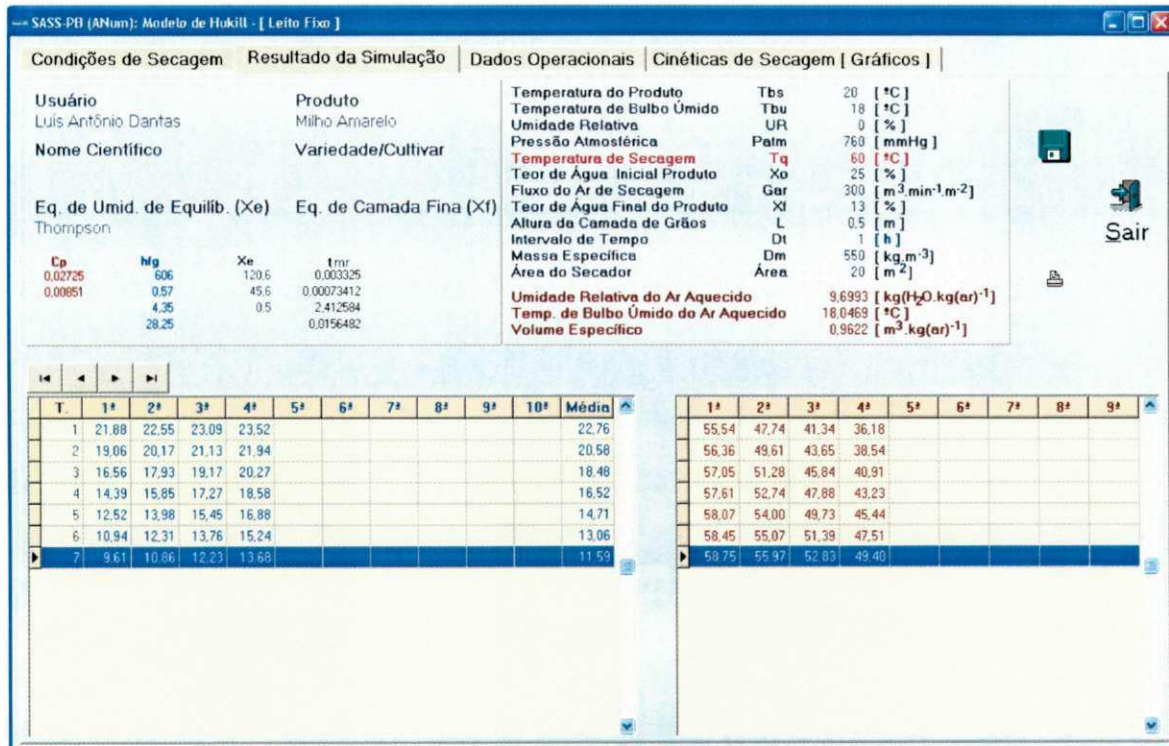 SASS-PB (ANum): Modelo de Hukill - [ Leito Fixo ]
Condições de Secagem Resultado da Simulação Dados Operacionais Cinéticas de Secagem [ Gráficos ]
Usuário Produto
Luís Antônio Dantas Milho Amarelo
Nome Científico Variedade/Cultivar
Eq. de Umid. de Equilíb. (Xe) Eq. de Camada Fina (Xf)
Thompson
Cp hfg Xe tmr
0,02725 606 120,6 0,003325
0,00851 0,57 45,6 0,00073412
4,35 0.5 2,412584
28,25 0,0156482
Temperatura do Produto Tbs 20 [ ºC ]
Temperatura de Bulbo Úmido Tbu 18 [ ºC ]
Umidade Relativa UR 0 [ % ]
Pressão Atmosférica Patm 760 [ mmHg ]
Temperatura de Secagem Tq 60 [ ºC ]
Teor de Água Inicial Produto Xo 25 [ % ]
Fluxo do Ar de Secagem Gar 300 [ m³.min⁻¹.m⁻²]
Teor de Água Final do Produto Xf 13 [ % ]
Altura da Camada de Grãos L 0,5 [ m ]
Intervalo de Tempo Dt 1 [ h ]
Massa Específica Dm 550 [ kg.m⁻³]
Área do Secador Área 20 [ m² ]
Umidade Relativa do Ar Aquecido 9,6993 [ kg(H₂O.kg(ar)⁻¹]
Temp. de Bulbo Úmido do Ar Aquecido 18,0469 [ ºC ]
Volume Específico 0,9622 [ m³.kg(ar)⁻¹]
Sair
T. 1ª 2ª 3ª 4ª 5ª 6ª 7ª 8ª 9ª 10ª Média
1 21,88 22,55 23,09 23,52 22,76
2 19,06 20,17 21,13 21,94 20,58
3 16,56 17,93 19,17 20,27 18,48
4 14,39 15,85 17,27 18,58 16,52
5 12,52 13,98 15,45 16,88 14,71
6 10,94 12,31 13,76 15,24 13,06
7 9,61 10,86 12,23 13,68 11,59
1ª 2ª 3ª 4ª 5ª 6ª 7ª 8ª 9ª
55,54 47,74 41,34 36,18
56,36 49,61 43,65 38,54
57,05 51,28 45,84 40,91
57,61 52,74 47,88 43,23
58,07 54,00 49,73 45,44
58,45 55,07 51,39 47,51
58,75 55,97 52,83 49,40